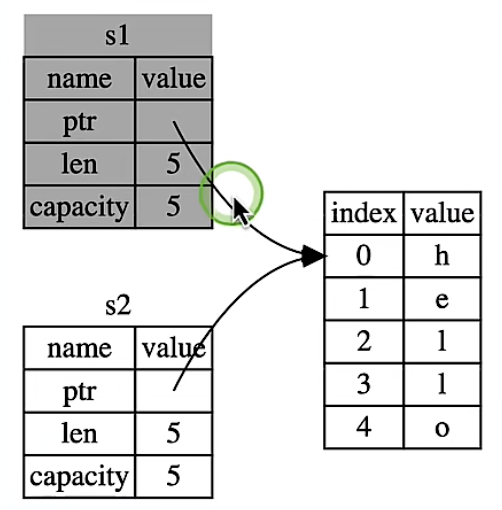 s1
name value
ptr
len 5
capacity 5
s2
name value
ptr
len 5
capacity 5
index value
0 h
1 e
2 l
3 l
4 o